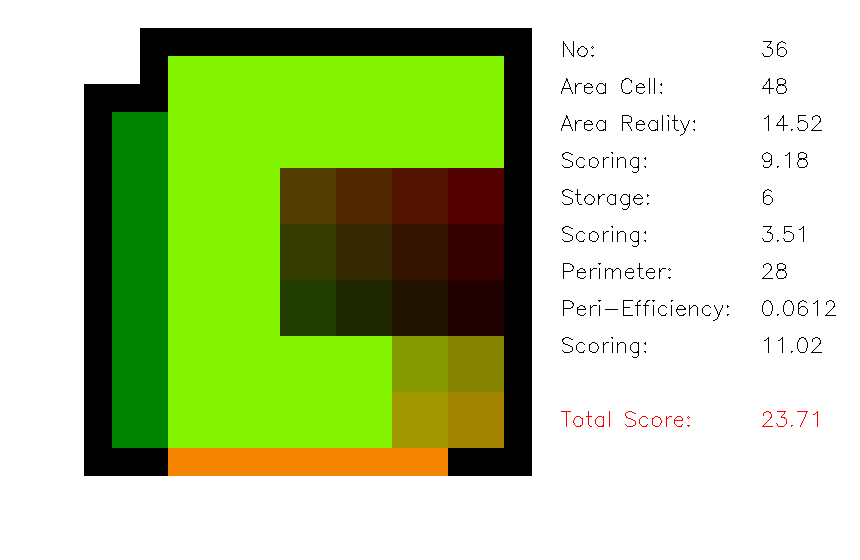 No: 36
Area Cell: 48
Area Reality: 14.52
Scoring: 9.18
Storage: 6
Scoring: 3.51
Perimeter: 28
Peri-Efficiency: 0.0612
Scoring: 11.02
Total Score: 23.71